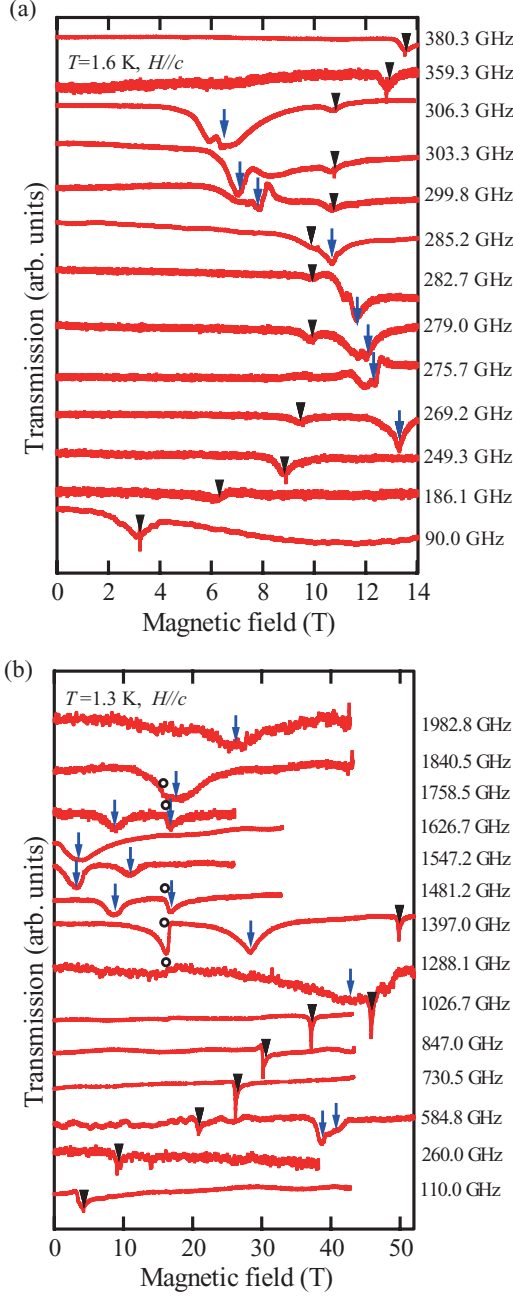 (a)
T=1.6 K, H//c
380.3 GHz
359.3 GHz
306.3 GHz
303.3 GHz
299.8 GHz
285.2 GHz
282.7 GHz
279.0 GHz
275.7 GHz
269.2 GHz
249.3 GHz
186.1 GHz
90.0 GHz
Transmission (arb. units)
0 2 4 6 8 10 12 14
Magnetic field (T)
(b)
T=1.3 K, H//c
1982.8 GHz
1840.5 GHz
1758.5 GHz
1626.7 GHz
1547.2 GHz
1481.2 GHz
1397.0 GHz
1288.1 GHz
1026.7 GHz
847.0 GHz
730.5 GHz
584.8 GHz
260.0 GHz
110.0 GHz
Transmission (arb. units)
0 10 20 30 40 50
Magnetic field (T)